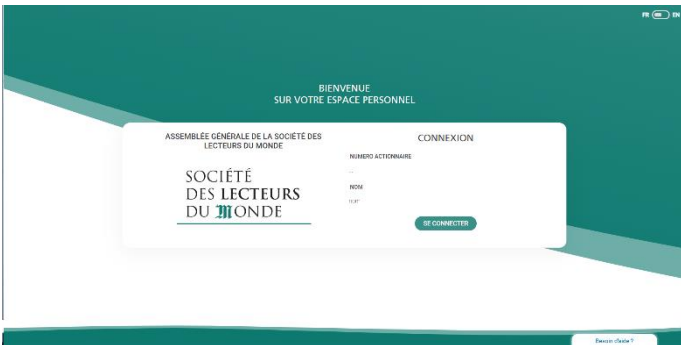 FR EN
BIENVENUE
SUR VOTRE ESPACE PERSONNEL
ASSEMBLÉE GÉNÉRALE DE LA SOCIÉTÉ DES
LECTEURS DU MONDE
SOCIÉTÉ
DES LECTEURS
DU MONDE
CONNEXION
NUMERO ACTIONNAIRE
NOM
SE CONNECTER
Besoin d'aide ?